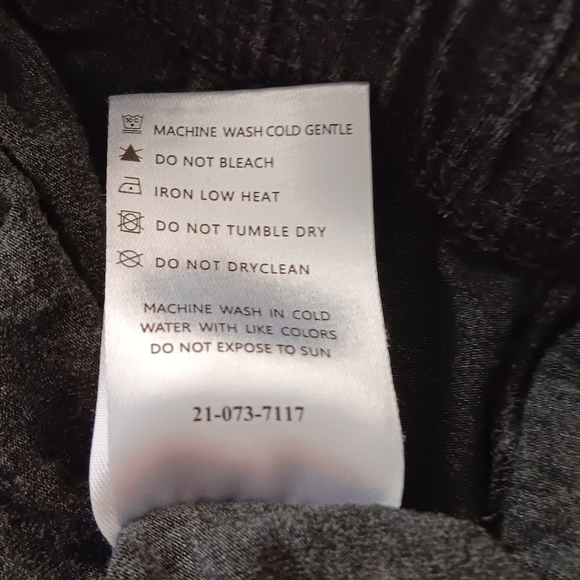 MACHINE WASH COLD GENTLE
DO NOT BLEACH
IRON LOW HEAT
DO NOT TUMBLE DRY
DO NOT DRYCLEAN
MACHINE WASH IN COLD
WATER WITH LIKE COLORS
DO NOT EXPOSE TO SUN
21-073-7117